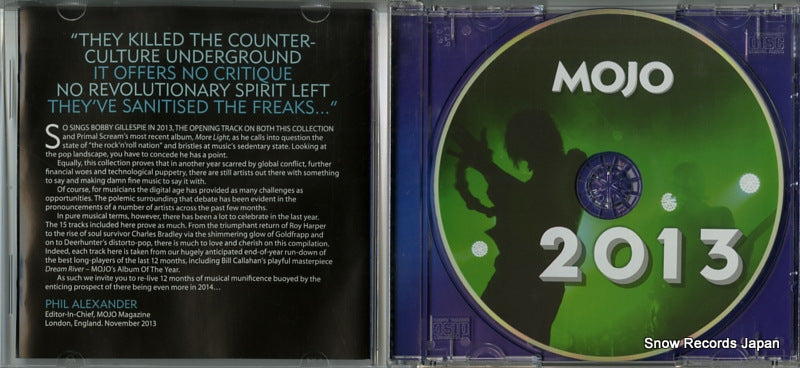 “THEY KILLED THE COUNTER-
CULTURE UNDERGROUND
IT OFFERS NO CRITIQUE
NO REVOLUTIONARY SPIRIT LEFT
THEY’VE SANITISED THE FREAKS...“
SO SINGS BOBBY GILLESPIE IN 2013, THE OPENING TRACK ON BOTH THIS COLLECTION
and Primal Scream’s most recent album, More Light, as he calls into question the
state of “the rock’n’roll nation” and bristles at music’s sedentary state. Looking at
the pop landscape, you have to concede he has a point.
Equally, this collection proves that in another year scarred by global conflict, further
financial woes and technological puppetry, there are still artists out there with something
to say and making damn fine music to say it with.
Of course, for musicians the digital age has provided as many challenges as
opportunities. The polemic surrounding that debate has been evident in the
pronouncements of a number of artists across the past few months.
In pure musical terms, however, there has been a lot to celebrate in the last year.
The 15 tracks included here prove as much. From the triumphant return of Roy Harper
to the rise of soul survivor Charles Bradley via the shimmering glow of Goldfrapp and
on to Deerhunter’s distorto-pop, there is much to love and cherish on this compilation.
Indeed, each track here is taken from our hugely anticipated end-of-year run-down of
the best long-players of the last 12 months, including Bill Callahan’s playful masterpiece
Dream River – MOJO’s Album Of The Year.
As such we invite you to re-live 12 months of musical munificence buoyed by the
enticing prospect of there being even more in 2014…
PHIL ALEXANDER
Editor-In-Chief, MOJO Magazine
London, England. November 2013
MOJO
2013
disc
disc
Snow Records Japan